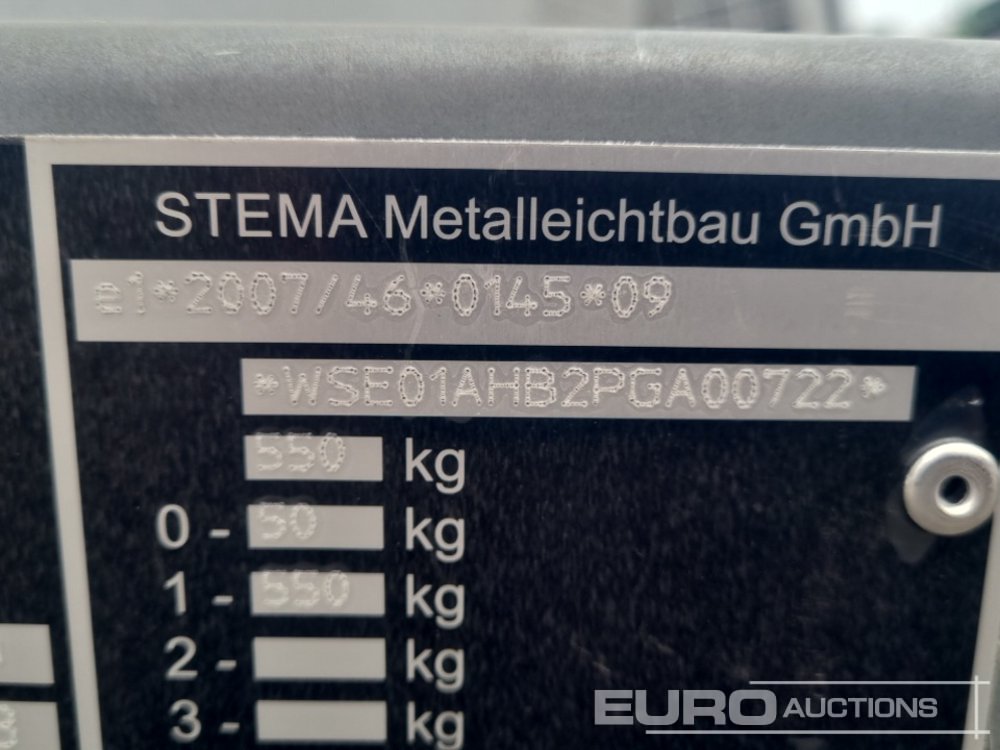 STEMA Metalleichtbau GmbH
e1*2007/46*0145*09
*WSE01AHB2PGA00722*
550 kg
0 - 50 kg
1 - 550 kg
2 - kg
3 - kg
EURO AUCTIONS